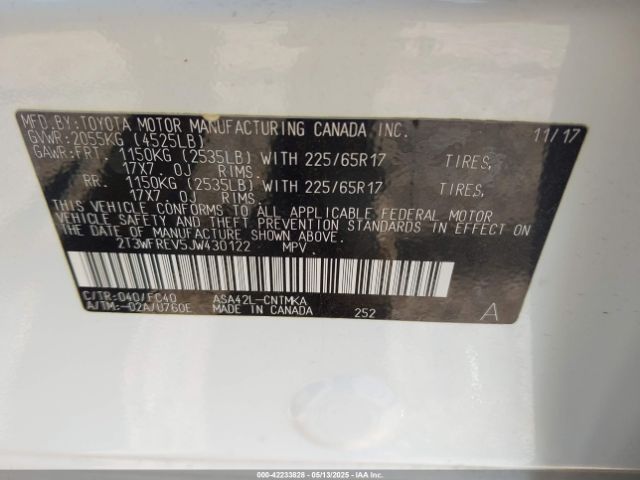 MFD.BY:TOYOTA MOTOR MANUFACTURING CANADA INC. 11/17
GVWR:2055KG (4525LB)
GAWR:FRT. 1150KG (2535LB) WITH 225/65R17 TIRES,
17X7.0J RIMS.
RR. 1150KG (2535LB) WITH 225/65R17 TIRES,
17X7.0J RIMS.
THIS VEHICLE CONFORMS TO ALL APPLICABLE FEDERAL MOTOR
VEHICLE SAFETY AND THEFT PREVENTION STANDARDS IN EFFECT ON
THE DATE OF MANUFACTURE SHOWN ABOVE.
2T3WFREV5JW430122 MPV
C/TR:040/FC40 ASA42L-CNTMKA
A/TM:-02A/U760E MADE IN CANADA 252 A
000-42233828 - 05/13/2025 - IAAI.COM